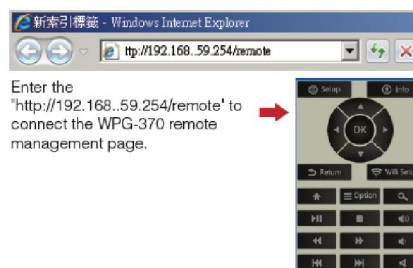 新索引標籤 - Windows Internet Explorer
ttp://192.168..59.254/remote
Enter the
"http://192.168..59.254/remote" to
connect the WPG-370 remote
management page.
Setup
Info
OK
Return
Wifi Setu
Option